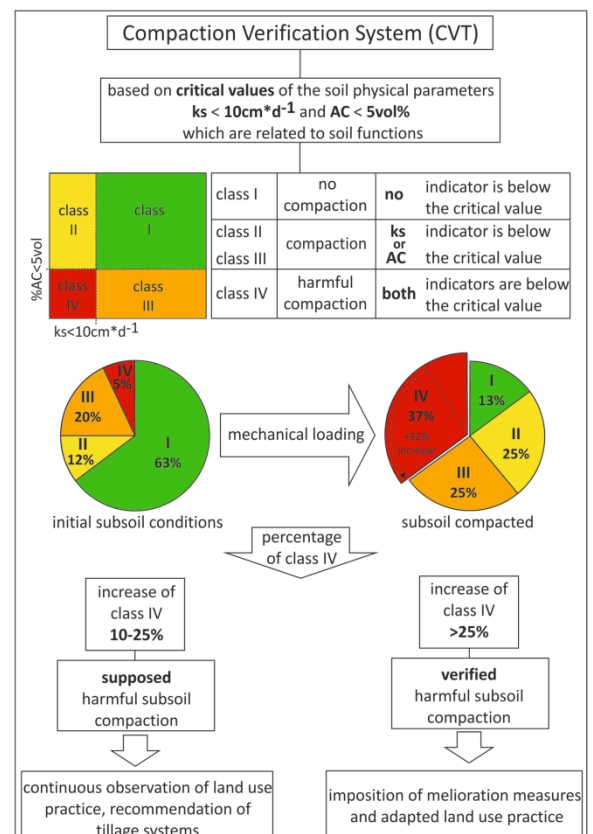 Compaction Verification System (CVT)
based on critical values of the soil physical parameters
ks < 10cm*d-1 and AC < 5vol%
which are related to soil functions
class
II
class
I
class
IV
class
III
%AC<5vol
ks<10cm*d-1
class I
no
compaction
no
indicator is below
the critical value
class II
class III
compaction
ks
or
AC
indicator is below
the critical value
class IV
harmful
compaction
both
indicators are below
the critical value
IV
5%
III
20%
II
12%
I
63%
initial subsoil conditions
mechanical loading
I
13%
II
25%
III
25%
IV
37%
+32%
increase
subsoil compacted
percentage
of class IV
increase of
class IV
10-25%
supposed
harmful subsoil
compaction
continuous observation of land use
practice, recommendation of
tillage systems
increase of
class IV
>25%
verified
harmful subsoil
compaction
imposition of melioration measures
and adapted land use practice